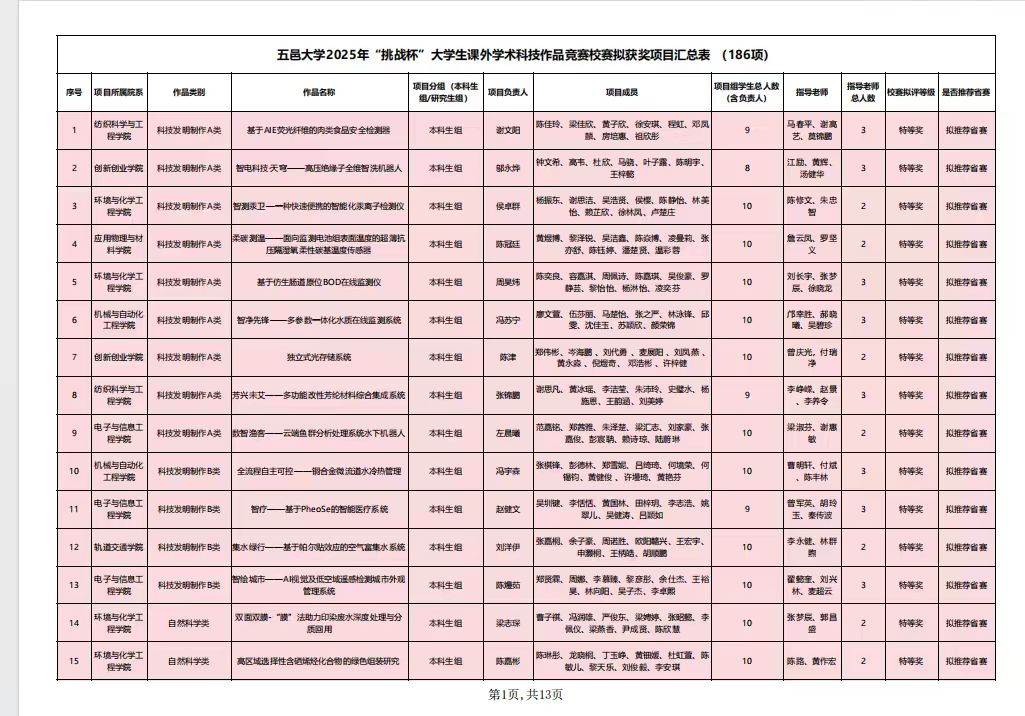 五邑大学2025年“挑战杯”大学生课外学术科技作品竞赛校赛拟获奖项目汇总表 （186项）
序号 项目所属院系 作品类别 作品名称 项目分组（本科生组/研究生组） 项目负责人 项目成员 项目组学生总人数（含负责人） 指导老师 指导老师总人数 校赛拟评等级 是否推荐省赛
1 纺织科学与工程学院 科技发明制作A类 基于AIE荧光纤维的肉类食品安全检测器 本科生组 谢文阳 陈佳玲、梁佳欣、黄子欣、徐安琪、程虹、邓凤 、房培惠、祖欣彤 9 马春平、谢高艺、莫锦鹏 3 特等奖 拟推荐省赛
2 创新创业学院 科技发明制作A类 智电科技·天穹——高压绝缘子全维智洗机器人 本科生组 邬永烨 钟文希、高韦、杜欣、马骁、叶子露、陈明宇、王梓懿 8 江励、黄辉、汤健华 3 特等奖 拟推荐省赛
3 环境与化学工程学院 科技发明制作A类 智测汞卫-一种快速便携的智能化汞离子检测仪 本科生组 侯卓群 杨振东、谢思洁、吴浩贤、侯樱、陈静怡、林美怡、赖芷欣、徐林凤、卢楚庄 10 陈修文、朱忠智 2 特等奖 拟推荐省赛
4 应用物理与材料学院 科技发明制作A类 柔碳测温——面向监测电池组表面温度的超薄抗压隔湿氧柔性碳基温度传感器 本科生组 陈冠廷 黄煜博、黎泽锐、吴洁鑫、陈焱博、凌曼莉、张亦舒、陈钰婷、潘楚贤、温彩蓉 10 詹云凤、罗坚义 2 特等奖 拟推荐省赛
5 环境与化学工程学院 科技发明制作A类 基于仿生肠道原位BOD在线监测仪 本科生组 周昊炜 陈奕良、容嘉淇、周佩诗、陈嘉琪、吴俊豪、罗静芸、黎怡怡、杨淋怡、凌奕芬 10 刘长宇、张梦辰、徐晓龙 3 特等奖 拟推荐省赛
6 机械与自动化工程学院 科技发明制作A类 智净先锋——多参数一体化水质在线监测系统 本科生组 冯苏宁 廖文萱、伍莎丽、马楚怡、张之严、林泳锋、邱雯、沈佳玉、苏颖欣、颜荣锦 10 邝幸胜、郝晓曦、吴碧珍 3 特等奖 拟推荐省赛
7 创新创业学院 科技发明制作A类 独立式光存储系统 本科生组 陈津 郑伟彬、岑海鹏 、刘代勇 、麦展阳 、刘凤燕 、黄永淼 、倪煜奇、 邓浩彬 、许梓健 10 曾庆光、付瑞净 2 特等奖 拟推荐省赛
8 纺织科学与工程学院 科技发明制作A类 芳兴未艾——多功能改性芳纶材料综合集成系统 本科生组 张锦鹏 谢思凡、黄冰瑶、李洁莹、朱沛玲、史璧水、杨施恩、王韵涵、刘美婷 9 李峥嵘、赵景、李养令 3 特等奖 拟推荐省赛
9 电子与信息工程学院 科技发明制作A类 数智渔客——云端鱼群分析处理系统水下机器人 本科生组 左晨曦 范嘉铭、郑茜雅、朱泽楚、梁汇志、刘家豪、张嘉俊、彭宸聃、赖诗琼、陆蔚琳 10 梁淑芬、谢惠敏 2 特等奖 拟推荐省赛
10 机械与自动化工程学院 科技发明制作B类 全流程自主可控——铜合金微流道水冷热管理 本科生组 冯宇森 张棋锋、彭德林、郑雪妮、吕绮琦、何境荣、何锡钧、黄健俊 、许堎琦、黄艳芬 10 曹明轩、付斌、陈丰林 3 特等奖 拟推荐省赛
11 电子与信息工程学院 科技发明制作B类 智疗——基于PheoSe的智能医疗系统 本科生组 赵健文 吴圳键、李恬恬、黄国林、田梓玥、李志浩、姚翠儿、吴健涛、吕颖如 9 曾军英、胡玲玉、秦传波 3 特等奖 拟推荐省赛
12 轨道交通学院 科技发明制作B类 集水绿行——基于帕尔贴效应的空气富集水系统 本科生组 刘洋伊 张嘉桐、余子豪、周诺胜、欧阳赣兴、王宏宇、申灏桐、王柄皓、胡顺鹏 10 李永健、林群煦 2 特等奖 拟推荐省赛
13 电子与信息工程学院 科技发明制作B类 智绘城市——AI视觉及低空域遥感检测城市外观管理系统 本科生组 陈嫚茹 郑贤霖、周娜、李慕臻、黎彦彤、余仕杰、王裕昊、林向阳、吴子杰、李卓熙 10 翟懿奎、刘兴林、麦超云 3 特等奖 拟推荐省赛
14 环境与化学工程学院 自然科学类 双面双膜-“膜”法助力印染废水深度处理与分质回用 本科生组 梁志琛 曹子祺、冯润雄、严俊东、梁娉婷、张昭懿、李佩仪、梁燕香、尹成贤、陈欣慧 10 张梦辰、郭昌盛 2 特等奖 拟推荐省赛
15 环境与化学工程学院 自然科学类 高区域选择性含硒烯烃化合物的绿色组装研究 本科生组 陈嘉彬 陈琳彤、龙晓桐、丁玉峥、黄钿媛、杜虹萱、陈敏儿、黎天乐、刘俊毅、李安琪 10 陈路、黄作宏 2 特等奖 拟推荐省赛
第1页, 共13页